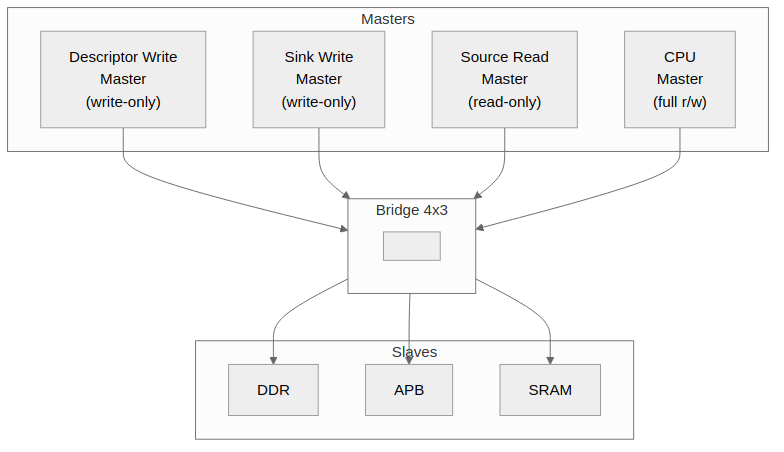 Masters
Descriptor Write
Master
(write-only)
Sink Write
Master
(write-only)
Source Read
Master
(read-only)
CPU
Master
(full r/w)
Bridge 4x3
Slaves
DDR
APB
SRAM